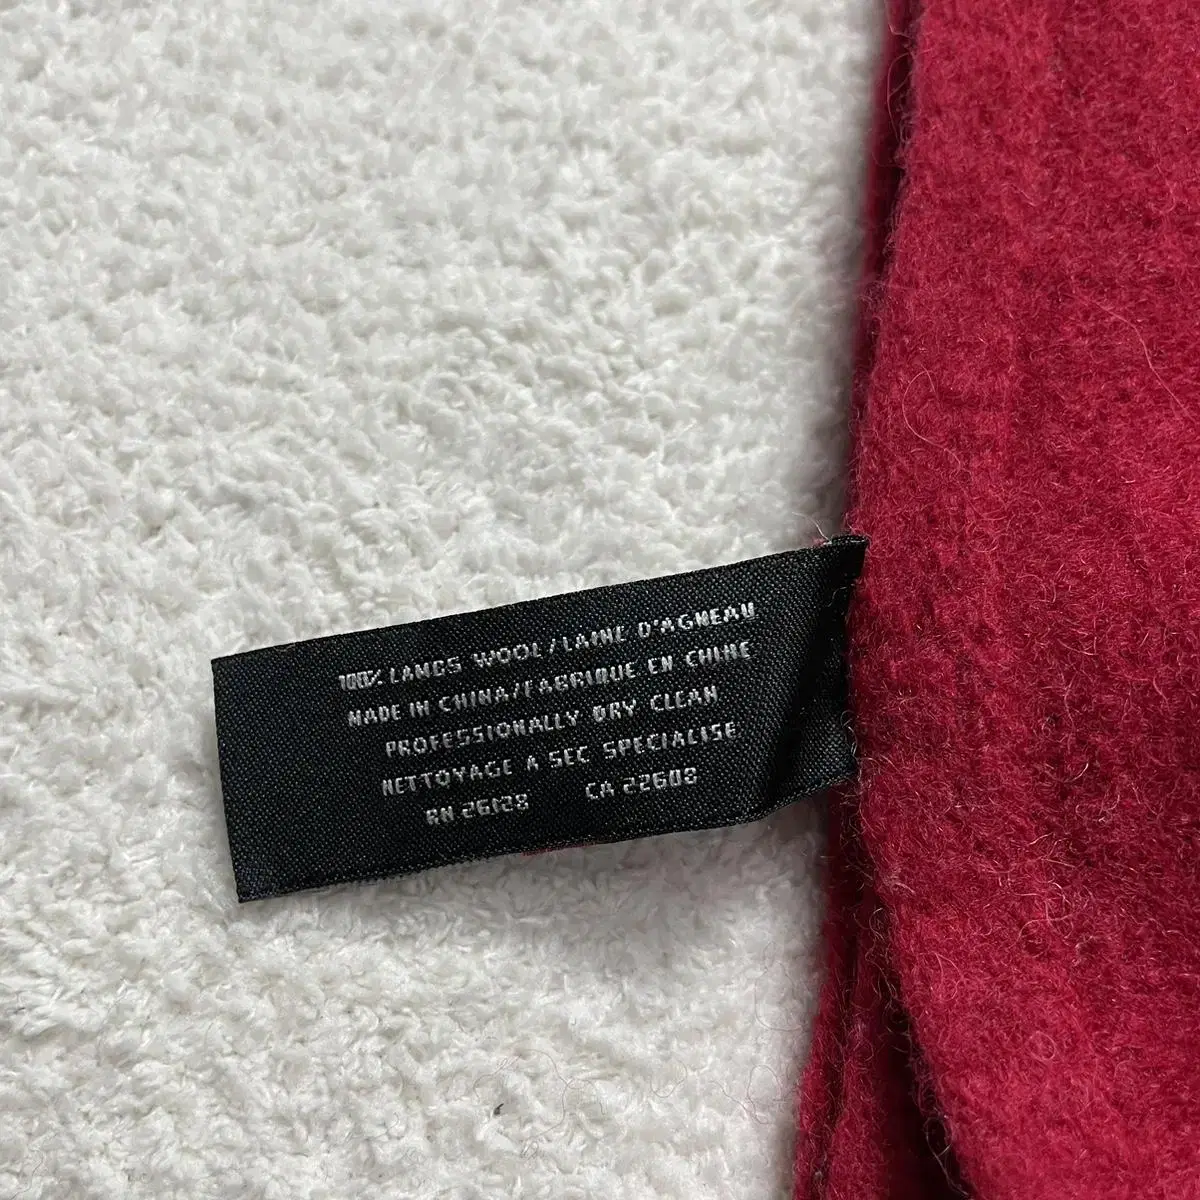 100% LAMBS WOOL/LAINE D'AGNEAU
MADE IN CHINA/FABRIQUE EN CHINE
PROFESSIONALLY DRY CLEAN
NETTOYAGE A SEC SPECIALISE
RN 26128 CA 22608